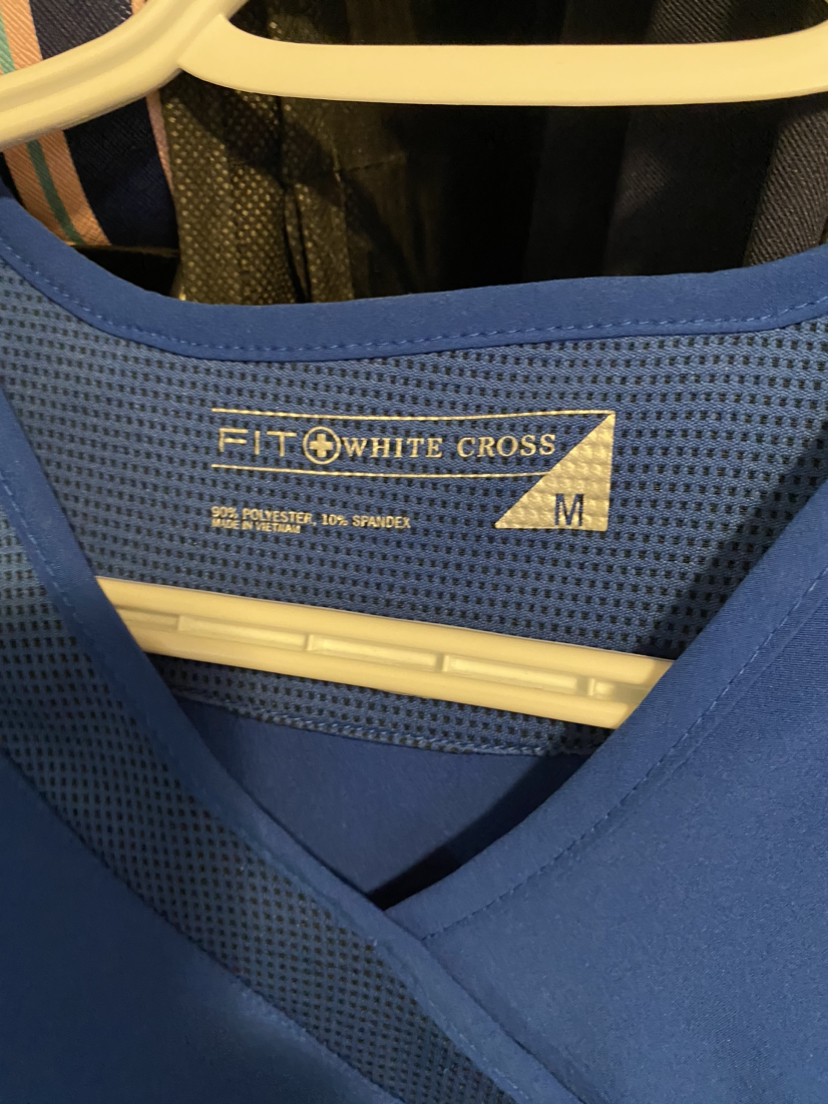 FIT WHITE CROSS
90% POLYESTER, 10% SPANDEX
MADE IN VIETNAM
M